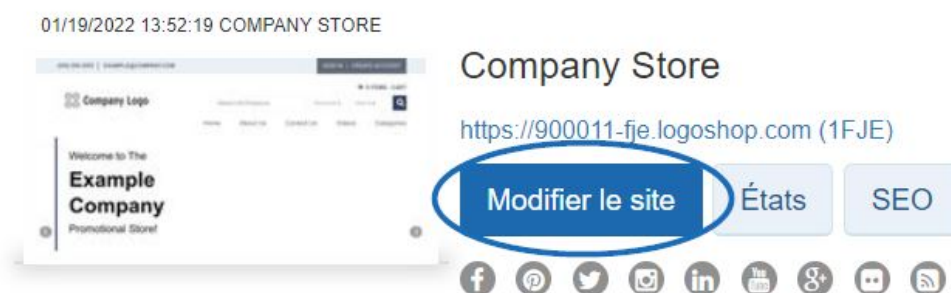 01/19/2022 13:52:19 COMPANY STORE
Company Logo
Welcome to The
Example
Company
Promotional Store!
Company Store
https://900011-fje.logoshop.com (1FJE)
Modifier le site
États
SEO